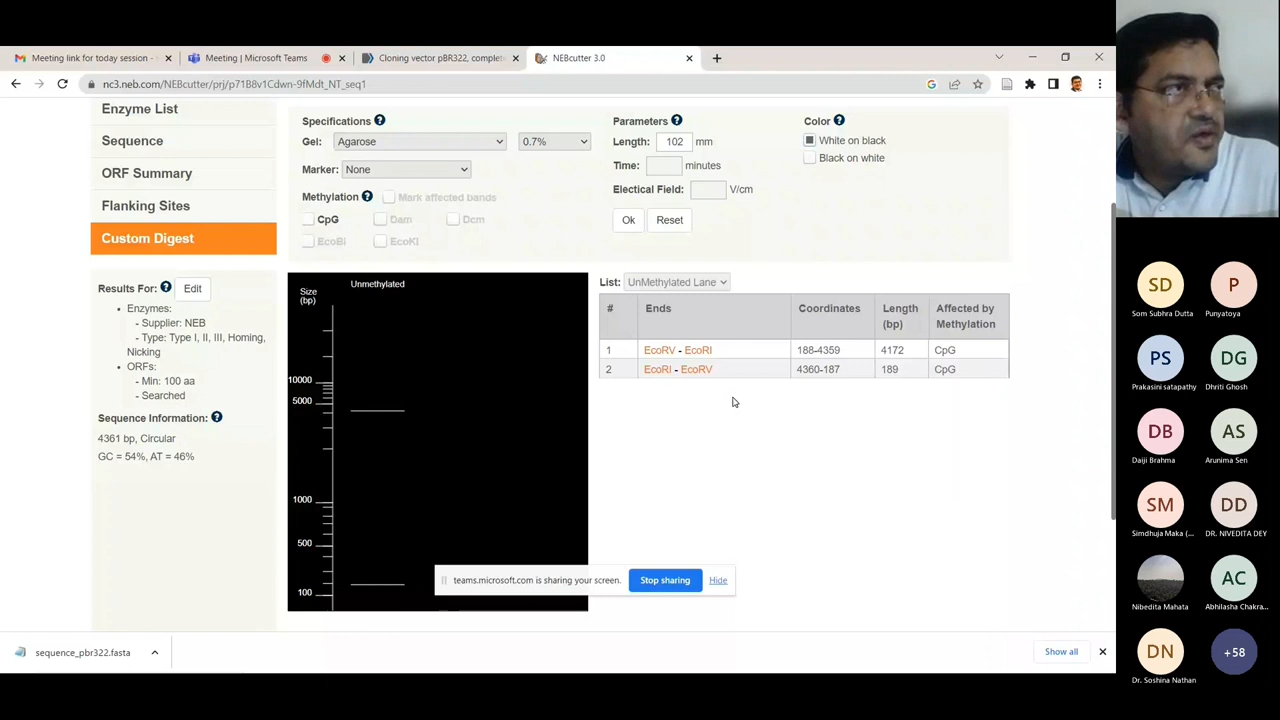 Meeting link for today session -
Meeting | Microsoft Teams
Cloning vector pBR322, complete
NEBcutter 3.0
nc3.neb.com/NEBcutter/prj/p71B8v1Cdwn-9fMdt_NT_seq1
Enzyme List
Sequence
ORF Summary
Flanking Sites
Custom Digest
Results For:
Edit
Enzymes:
- Supplier: NEB
- Type: Type I, II, III, Homing,
Nicking
ORFs:
- Min: 100 aa
- Searched
Sequence Information:
4361 bp, Circular
GC = 54%, AT = 46%
Specifications
Gel: Agarose 0.7%
Marker: None
Methylation Mark affected bands
CpG Dam Dcm
EcoBI EcoKI
Parameters
Length: 102 mm
Time: minutes
Electical Field: V/cm
Ok Reset
Color
White on black
Black on white
Size
(bp)
Unmethylated
10000
5000
1000
500
100
List: UnMethylated Lane
# Ends Coordinates Length (bp) Affected by Methylation
1 EcoRV - EcoRI 188-4359 4172 CpG
2 EcoRI - EcoRV 4360-187 189 CpG
teams.microsoft.com is sharing your screen. Stop sharing Hide
sequence_pbr322.fasta
Show all
SD
Som Subhra Dutta
P
Punyatoya
PS
Prakasini satapathy
DG
Dhriti Ghosh
DB
Daiji Brahma
AS
Arunima Sen
SM
Simdhuja Maka (...
DD
DR. NIVEDITA DEY
Nibedita Mahata
AC
Abhilasha Chakra...
DN
Dr. Soshina Nathan
+58